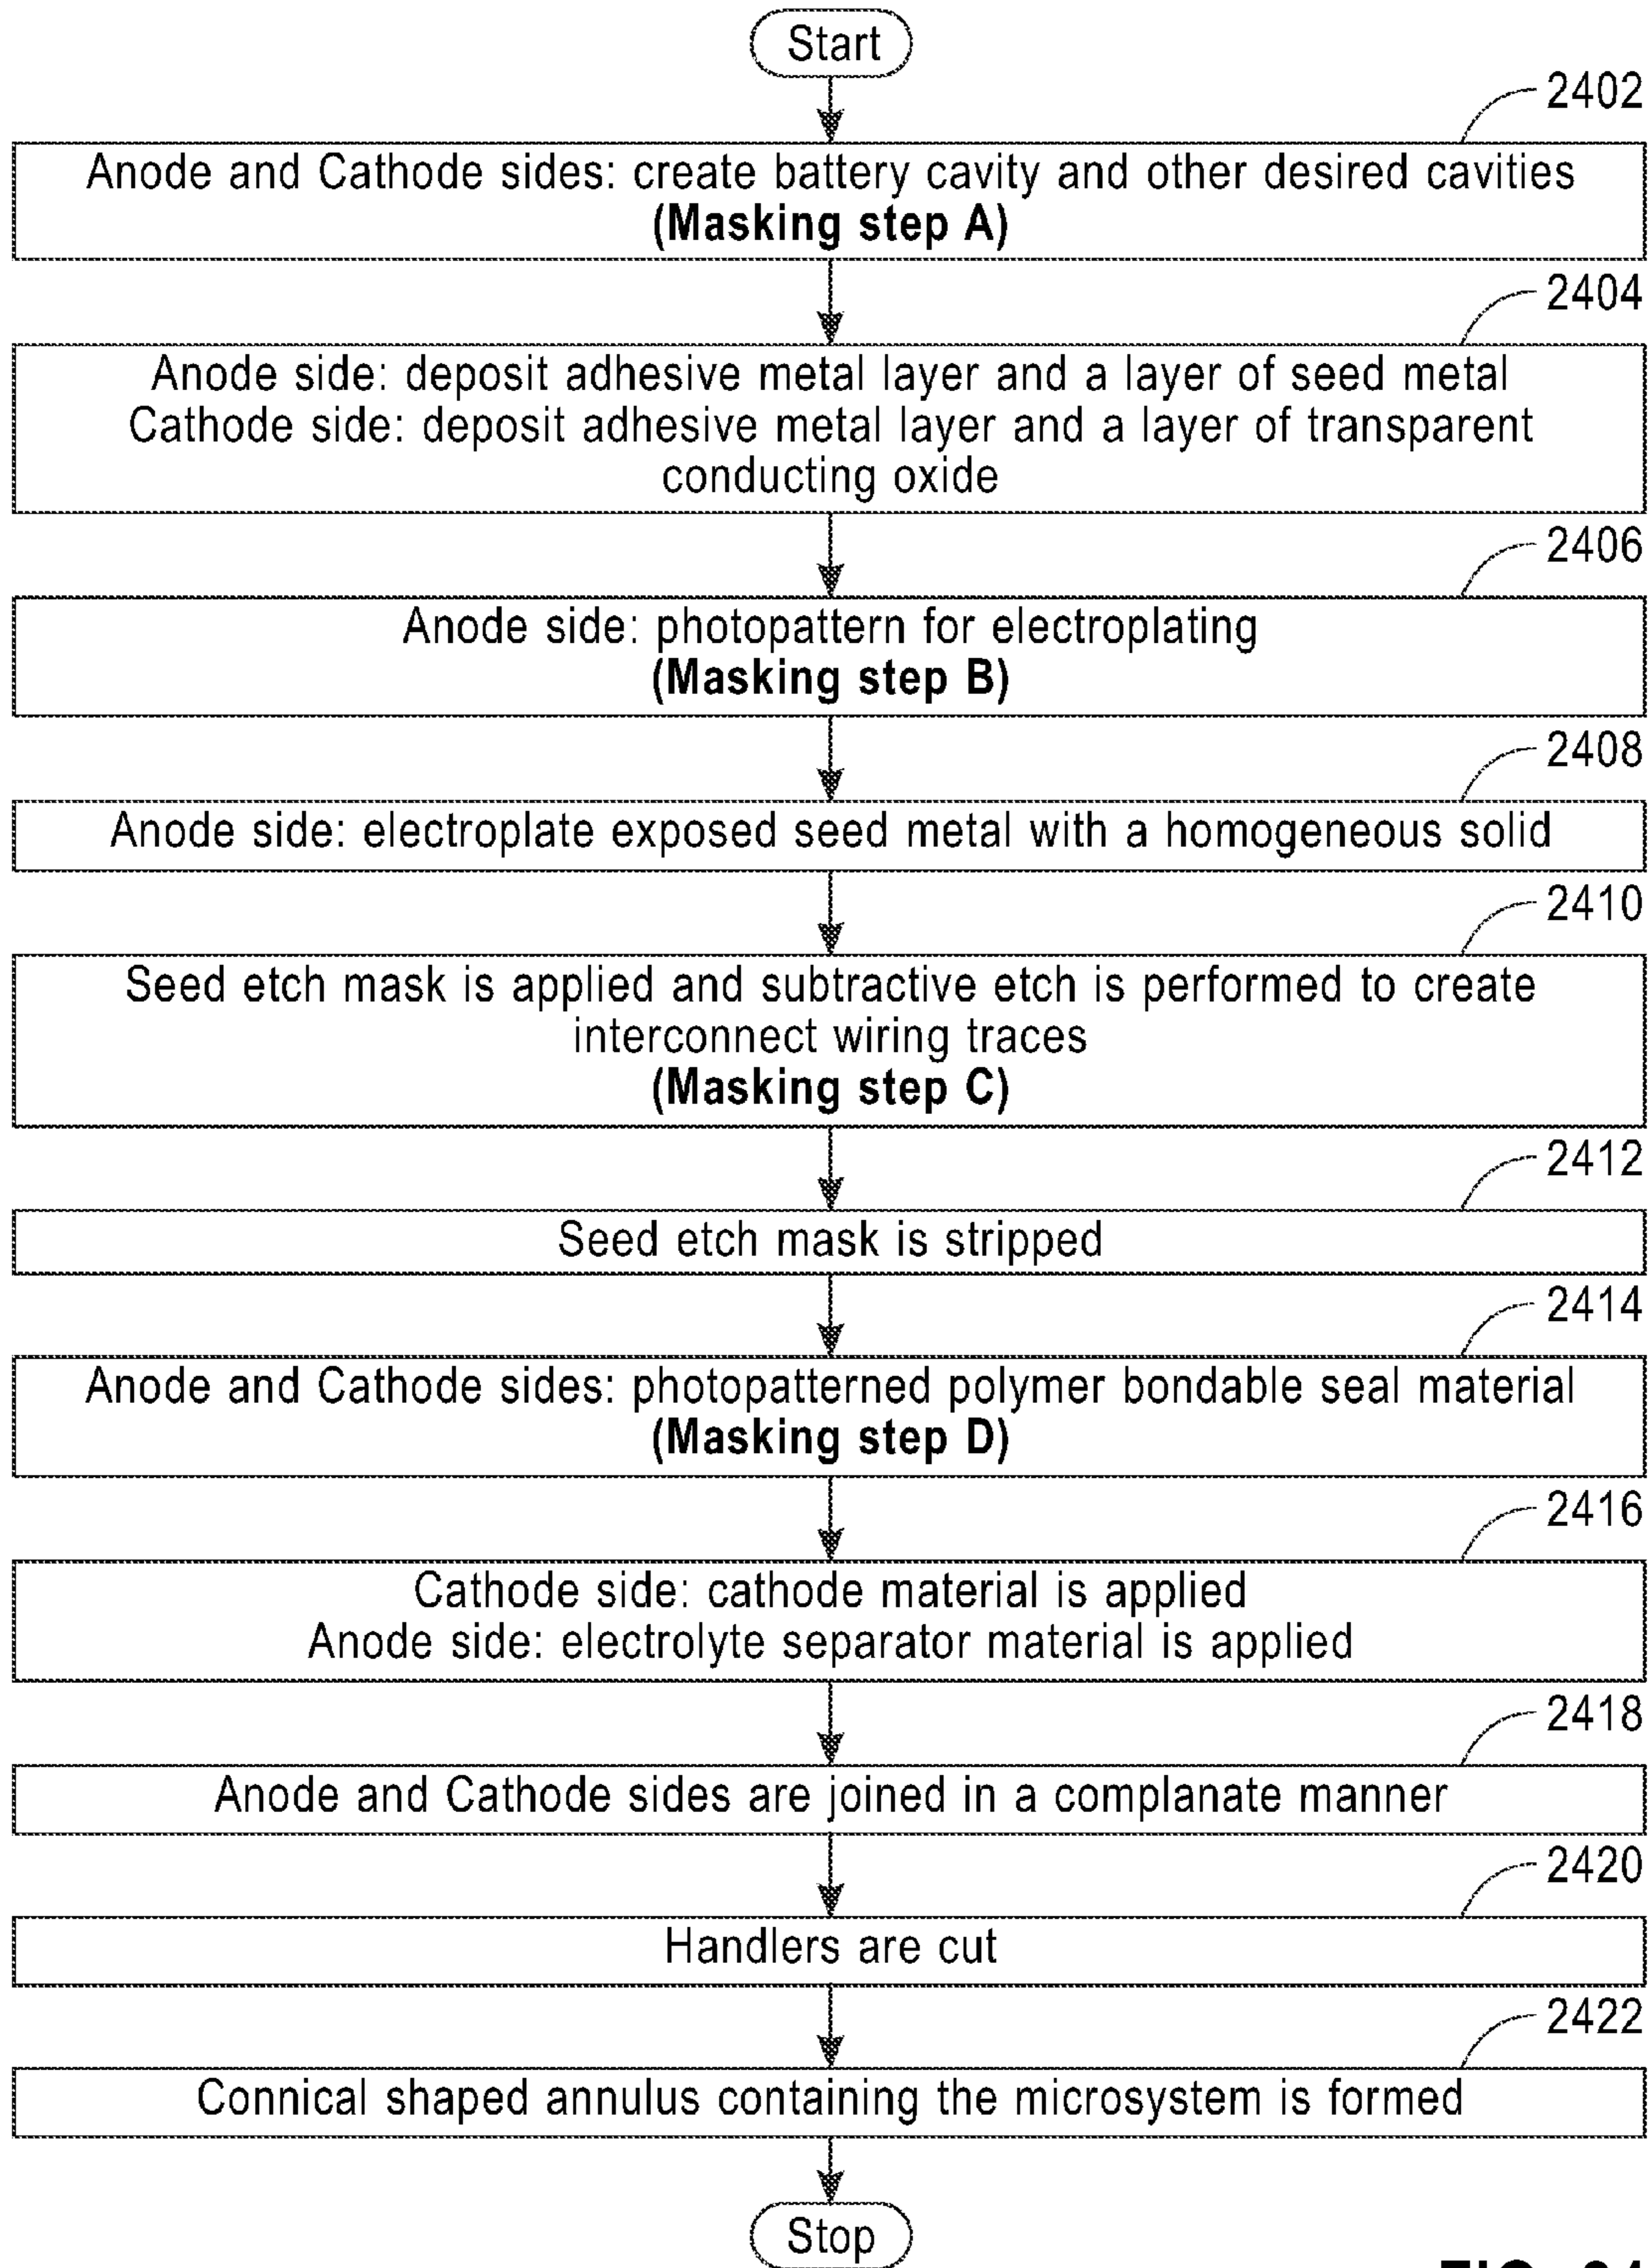 Start
2402
Anode and Cathode sides: create battery cavity and other desired cavities
(Masking step A)
2404
Anode side: deposit adhesive metal layer and a layer of seed metal
Cathode side: deposit adhesive metal layer and a layer of transparent
conducting oxide
2406
Anode side: photopattern for electroplating
(Masking step B)
2408
Anode side: electroplate exposed seed metal with a homogeneous solid
2410
Seed etch mask is applied and subtractive etch is performed to create
interconnect wiring traces
(Masking step C)
2412
Seed etch mask is stripped
2414
Anode and Cathode sides: photopatterned polymer bondable seal material
(Masking step D)
2416
Cathode side: cathode material is applied
Anode side: electrolyte separator material is applied
2418
Anode and Cathode sides are joined in a complanate manner
2420
Handlers are cut
2422
Connical shaped annulus containing the microsystem is formed
Stop